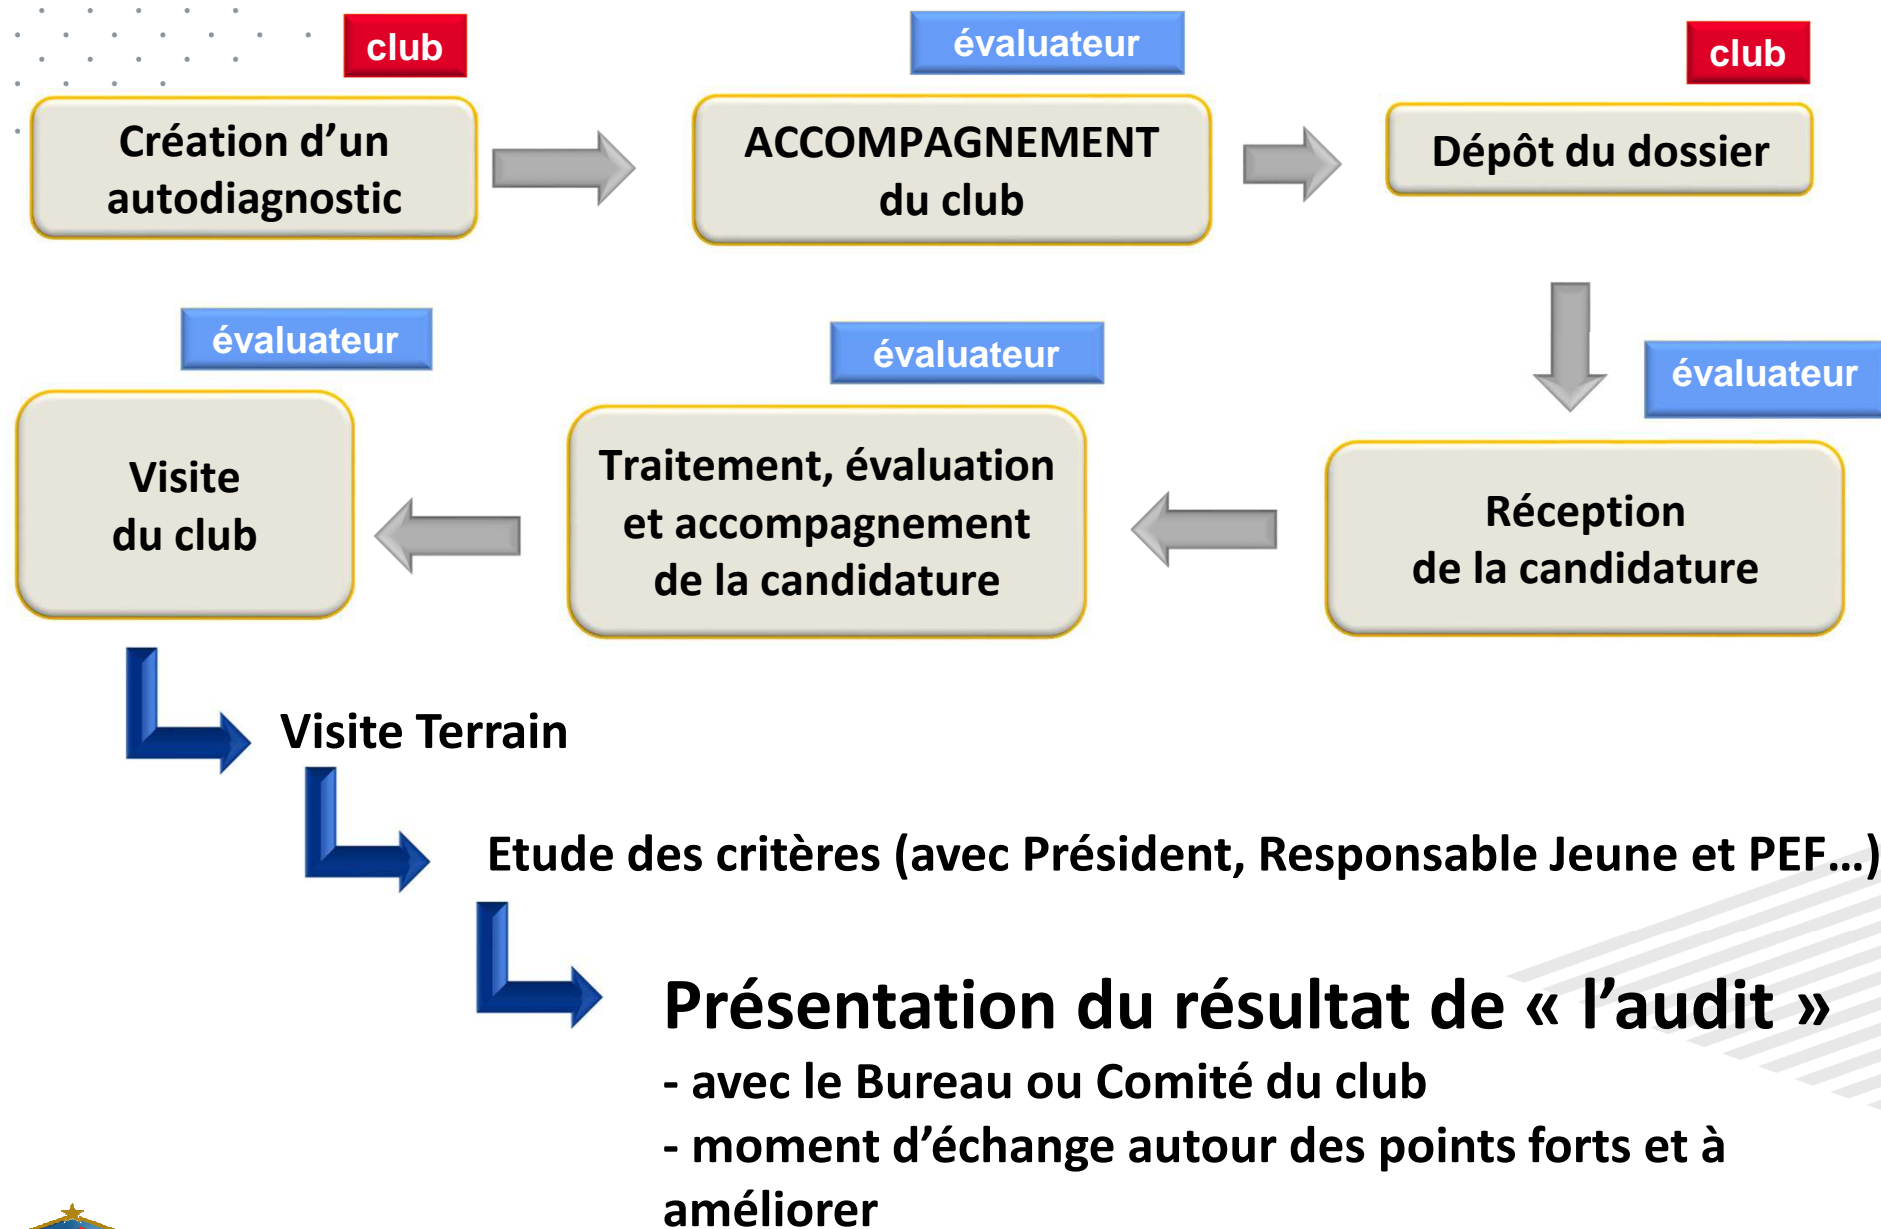 club
Création d’un
autodiagnostic
évaluateur
ACCOMPAGNEMENT
du club
club
Dépôt du dossier
évaluateur
Réception
de la candidature
évaluateur
Traitement, évaluation
et accompagnement
de la candidature
évaluateur
Visite
du club
Visite Terrain
Etude des critères (avec Président, Responsable Jeune et PEF…)
Présentation du résultat de « l’audit »
- avec le Bureau ou Comité du club
- moment d’échange autour des points forts et à
améliorer